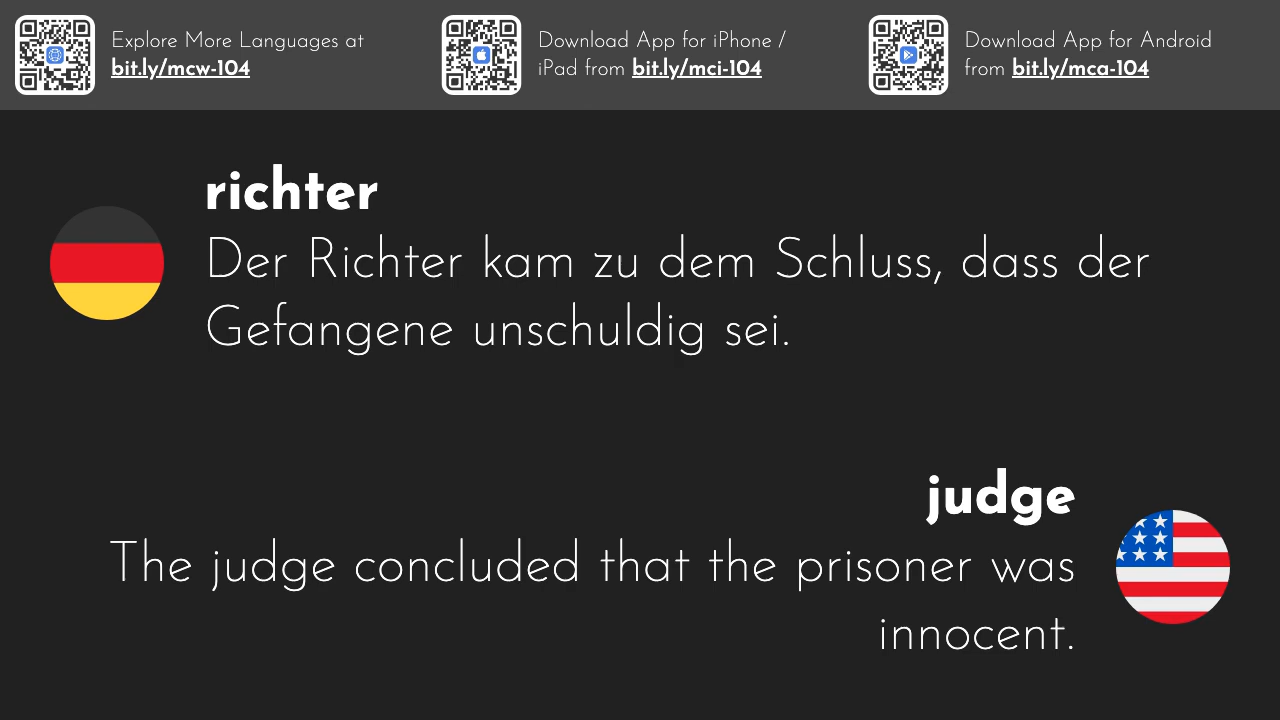 Explore More Languages at
bit.ly/mcw-104
Download App for iPhone /
iPad from bit.ly/mci-104
Download App for Android
from bit.ly/mca-104
richter
Der Richter kam zu dem Schluss, dass der
Gefangene unschuldig sei.
judge
The judge concluded that the prisoner was
innocent.